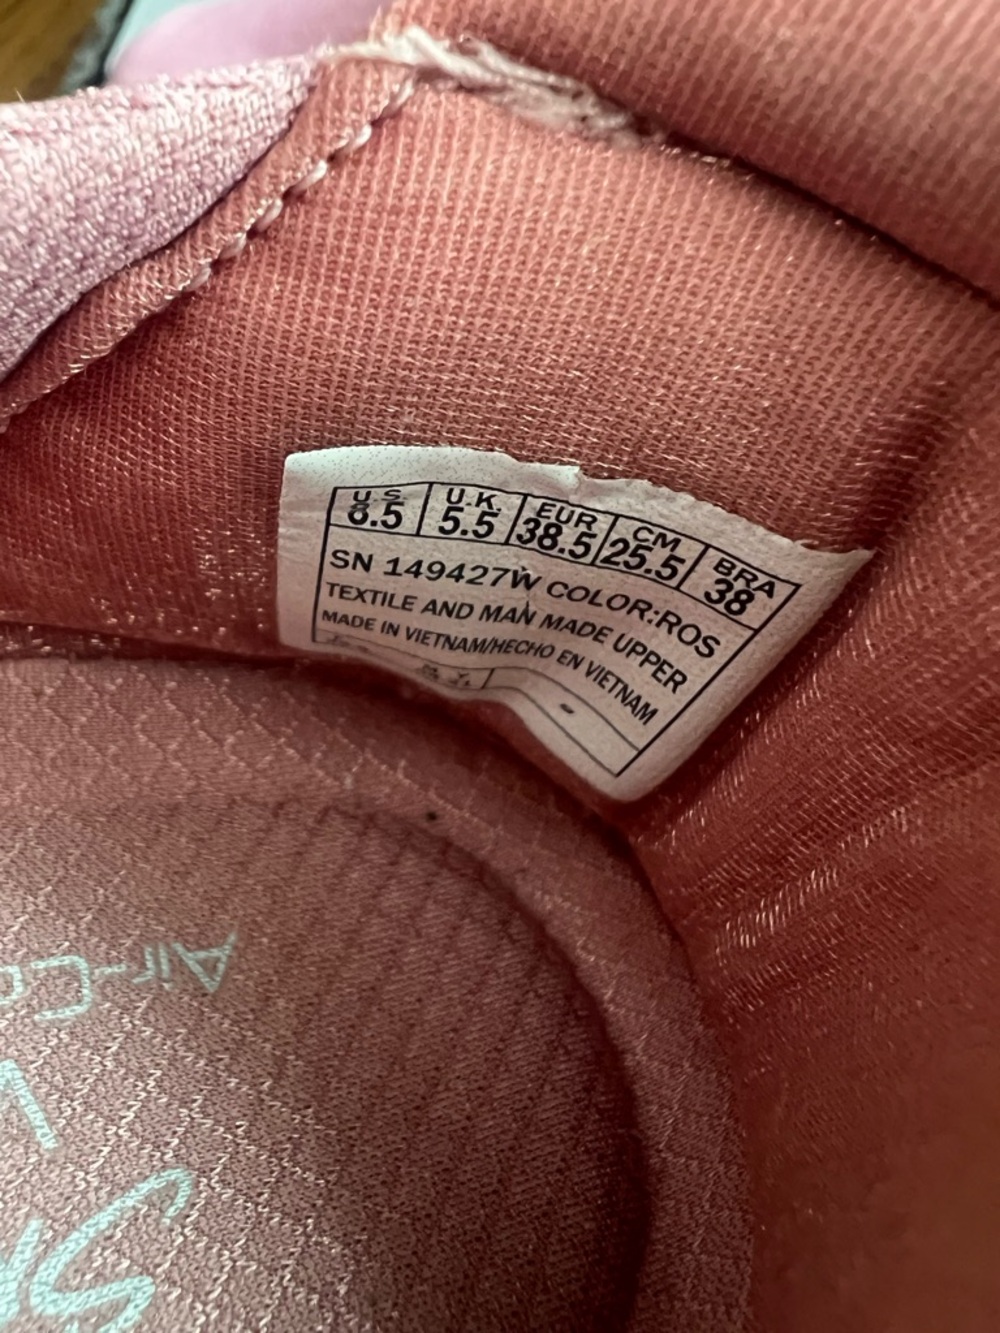 U.S. U.K. EUR CM BRA
8.5 5.5 38.5 25.5 38
SN 149427W COLOR:ROS
TEXTILE AND MAN MADE UPPER
MADE IN VIETNAM/HECHO EN VIETNAM
-
Air-Co